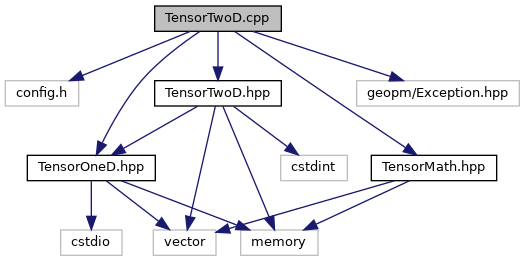 TensorTwoD.cpp
config.h
TensorTwoD.hpp
geopm/Exception.hpp
TensorOneD.hpp
cstdint
TensorMath.hpp
cstdio
vector
memory